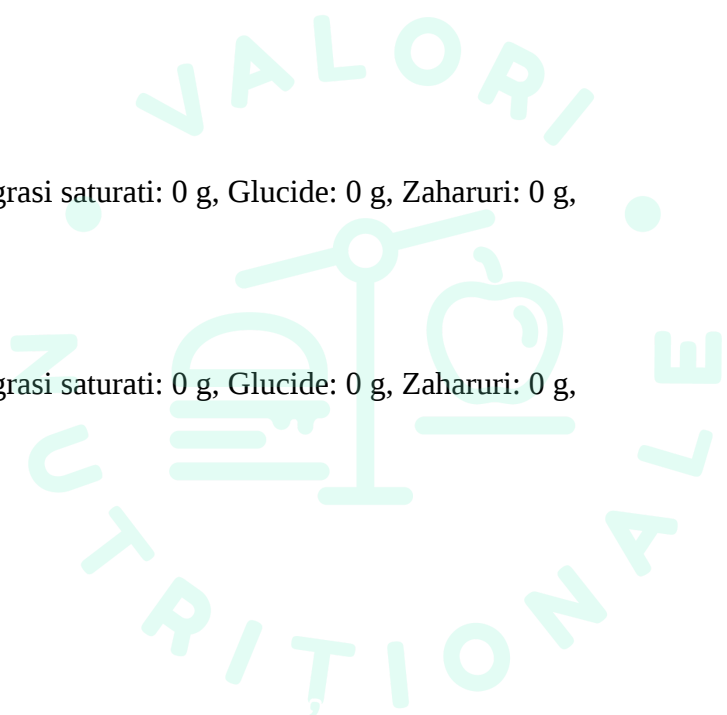 VALORI
grasi saturati: 0 g, Glucide: 0 g, Zaharuri: 0 g,
grasi saturati: 0 g, Glucide: 0 g, Zaharuri: 0 g,
NUTRITIONALE